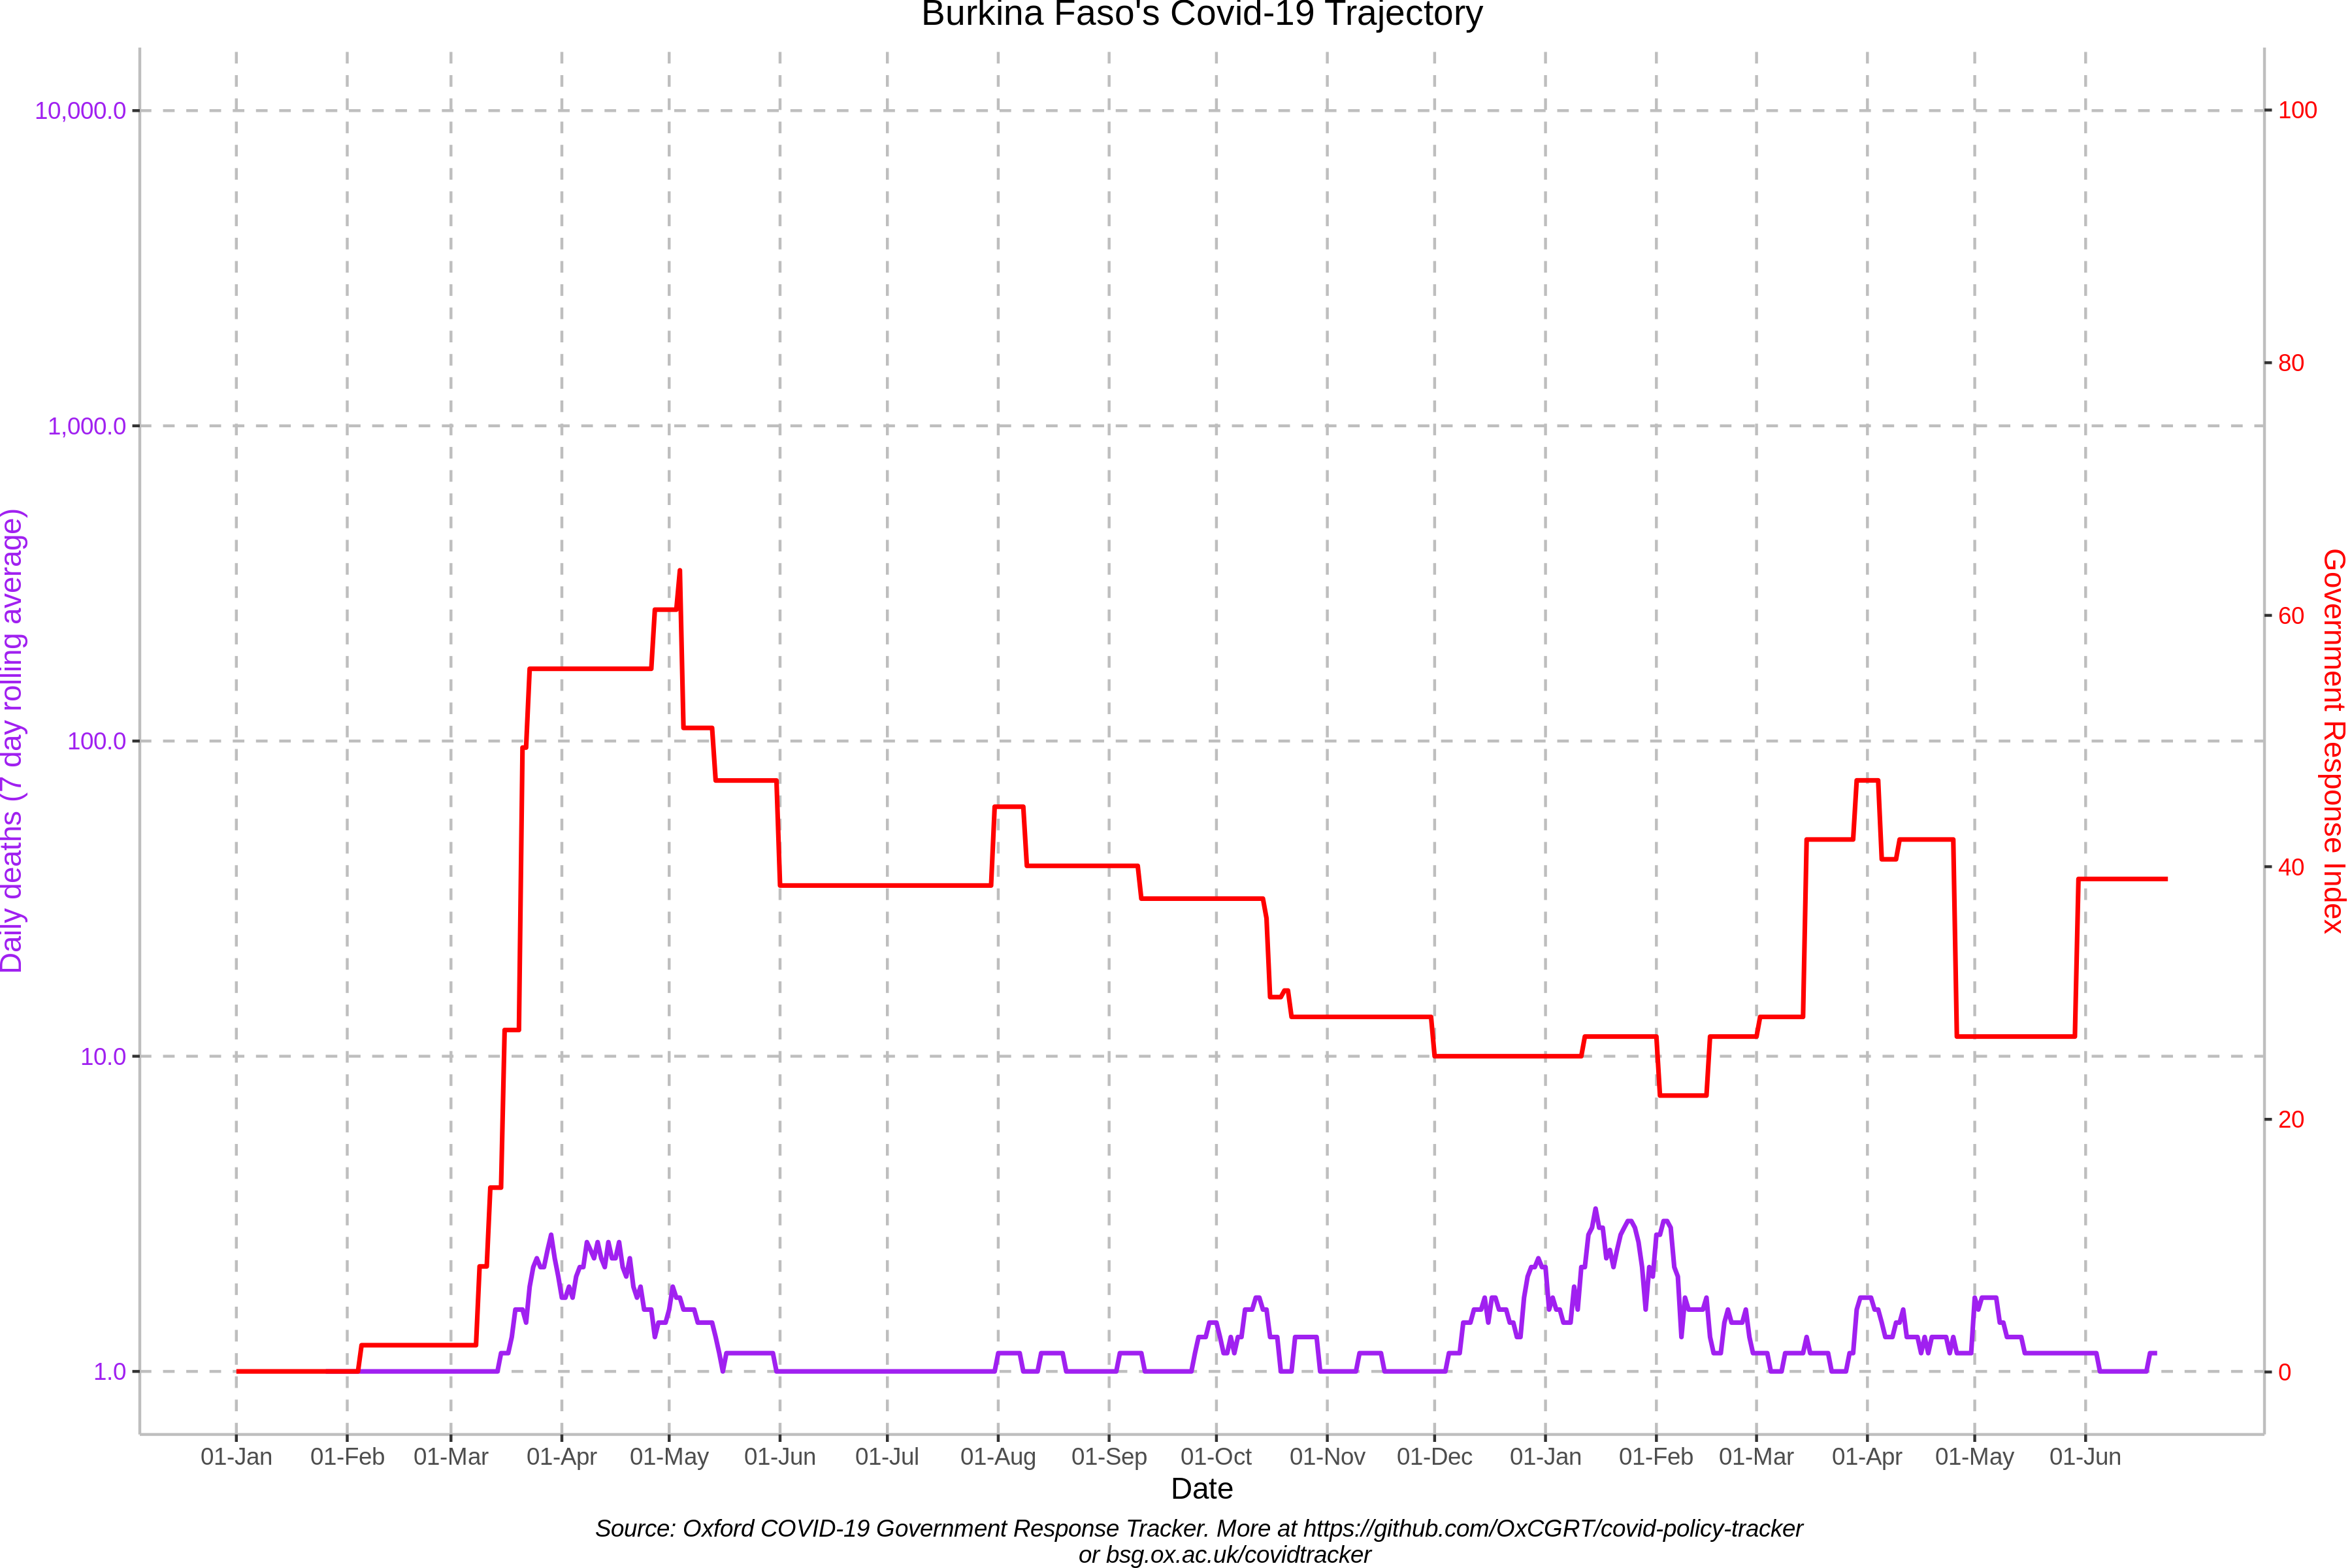 Burkina Faso's Covid-19 Trajectory
10,000.0
1,000.0
100.0
10.0
1.0
Daily deaths (7 day rolling average)
100
80
60
40
20
0
Government Response Index
01-Jan 01-Feb 01-Mar 01-Apr 01-May 01-Jun 01-Jul 01-Aug 01-Sep 01-Oct 01-Nov 01-Dec 01-Jan 01-Feb 01-Mar 01-Apr 01-May 01-Jun
Date
Source: Oxford COVID-19 Government Response Tracker. More at https://github.com/OxCGRT/covid-policy-tracker
or bsg.ox.ac.uk/covidtracker